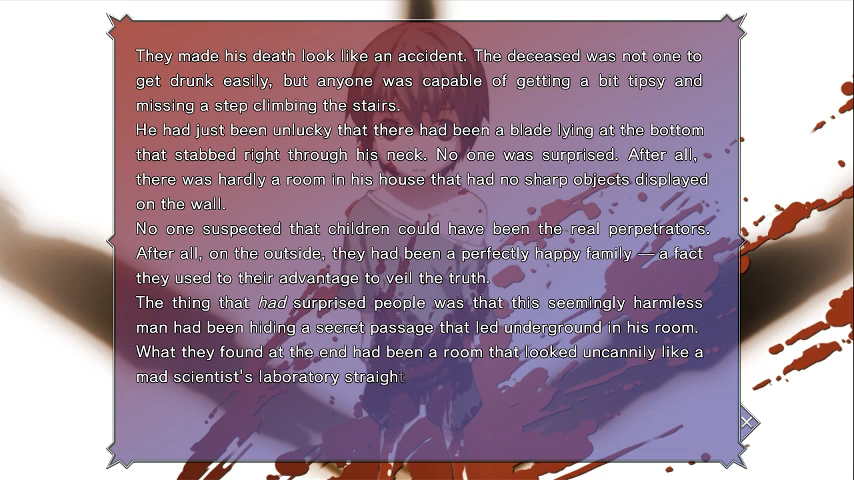 They made his death look like an accident. The deceased was not one to
get drunk easily, but anyone was capable of getting a bit tipsy and
missing a step climbing the stairs.
He had just been unlucky that there had been a blade lying at the bottom
that stabbed right through his neck. No one was surprised. After all,
there was hardly a room in his house that had no sharp objects displayed
on the wall.
No one suspected that children could have been the real perpetrators.
After all, on the outside, they had been a perfectly happy family — a fact
they used to their advantage to veil the truth.
The thing that had surprised people was that this seemingly harmless
man had been hiding a secret passage that led underground in his room.
What they found at the end had been a room that looked uncannily like a
mad scientist's laboratory straight